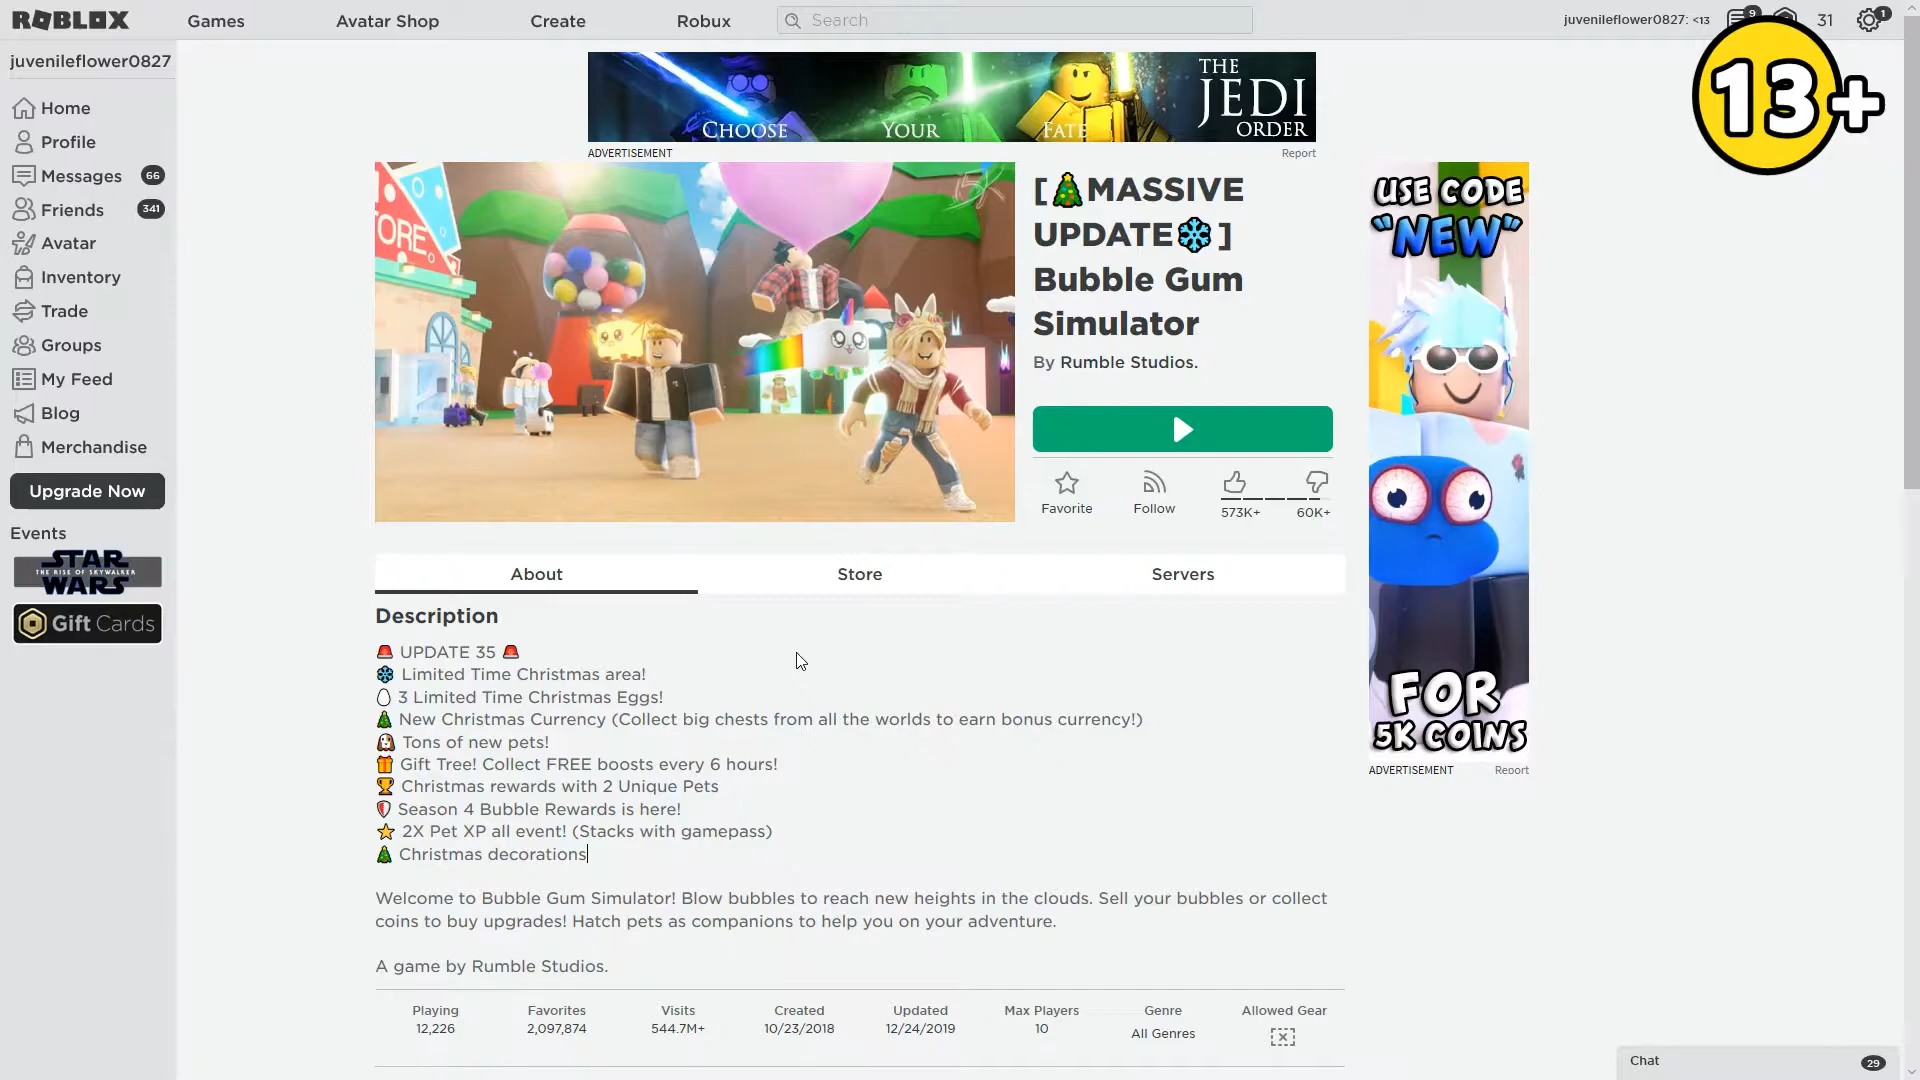 ROBLOX
Games
Avatar Shop
Create
Robux
Search
juvenileflower0827: <13
9
31
1
13+
juvenileflower0827
Home
Profile
Messages 66
Friends 341
Avatar
Inventory
Trade
Groups
My Feed
Blog
Merchandise
Upgrade Now
Events
STAR
THE RISE OF SKYWALKER
WARS
Gift Cards
CHOOSE YOUR FATE
THE
JEDI
ORDER
ADVERTISEMENT
Report
TORE
[🎄MASSIVE
UPDATE❄️]
Bubble Gum
Simulator
By Rumble Studios.
Favorite
Follow
573K+
60K+
USE CODE
"NEW"
FOR
5K COINS
ADVERTISEMENT
Report
About
Store
Servers
Description
🚨 UPDATE 35 🚨
❄️ Limited Time Christmas area!
🥚 3 Limited Time Christmas Eggs!
🎄 New Christmas Currency (Collect big chests from all the worlds to earn bonus currency!)
🐶 Tons of new pets!
🎁 Gift Tree! Collect FREE boosts every 6 hours!
🏆 Christmas rewards with 2 Unique Pets
🛡️ Season 4 Bubble Rewards is here!
⭐ 2X Pet XP all event! (Stacks with gamepass)
🎄 Christmas decorations
Welcome to Bubble Gum Simulator! Blow bubbles to reach new heights in the clouds. Sell your bubbles or collect
coins to buy upgrades! Hatch pets as companions to help you on your adventure.
A game by Rumble Studios.
Playing Favorites Visits Created Updated Max Players Genre Allowed Gear
12,226 2,097,874 544.7M+ 10/23/2018 12/24/2019 10 All Genres
Chat
29